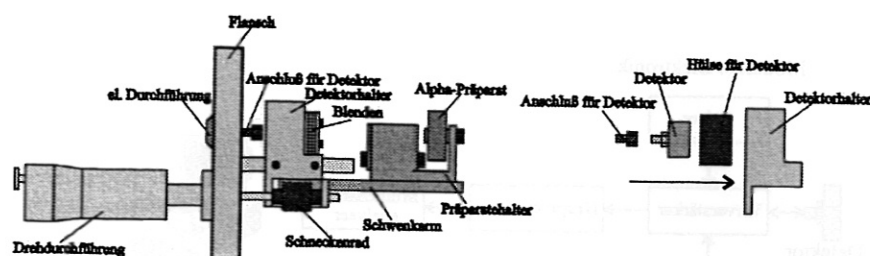 Flansch
el. Durchführung
Anschluß für Detektor
Detektorhalter
Blenden
Alpha-Präparat
Präparatehalter
Schwenkarm
Schneckenrad
Drehdurchführung
Hülse für Detektor
Detektor
Anschluß für Detektor
Detektorhalter